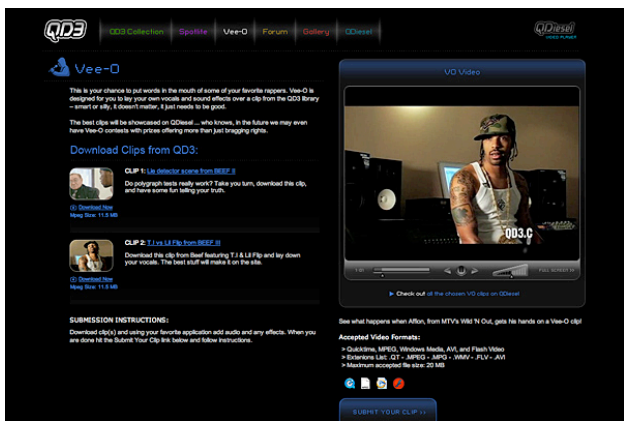 QD3
QD3 Collection Spotlite Vee-O Forum Gallery QDiesel
QDiesel
VIDEO PLAYER
Vee-O
This is your chance to put words in the mouth of some of your favorite rappers. Vee-O is
designed for you to lay your own vocals and sound effects over a clip from the QD3 library
– smart or silly, it doesn't matter, it just needs to be good.
The best clips will be showcased on QDiesel ... who knows, in the future we may even
have Vee-O contests with prizes offering more than just bragging rights.
Download Clips from QD3:
CLIP 1: Lie detector scene from BEEF II
Do polygraph tests really work? Take you turn, download this clip,
and have some fun telling your truth.
Download Now
Mpeg Size: 11.5 MB
CLIP 2: T.I vs Lil Flip from BEEF III
Download this clip from Beef featuring T.I & Lil Flip and lay down
your vocals. The best stuff will make it on the site.
Download Now
Mpeg Size: 11.5 MB
SUBMISSION INSTRUCTIONS:
Download clip(s) and using your favorite application add audio and any effects. When you
are done hit the Submit Your Clip link below and follow instructions.
VO Video
QD3.C
FULL SCREEN
Check out all the chosen VO clips on QDiesel
See what happens when Affion, from MTV's Wild 'N Out, gets his hands on a Vee-O clip!
Accepted Video Formats:
> Quicktime, MPEG, Windows Media, AVI, and Flash Video
> Extenions List: .QT - .MPEG - .MPG - .WMV - .FLV - .AVI
> Maximum accepted file size: 20 MB
SUBMIT YOUR CLIP >>